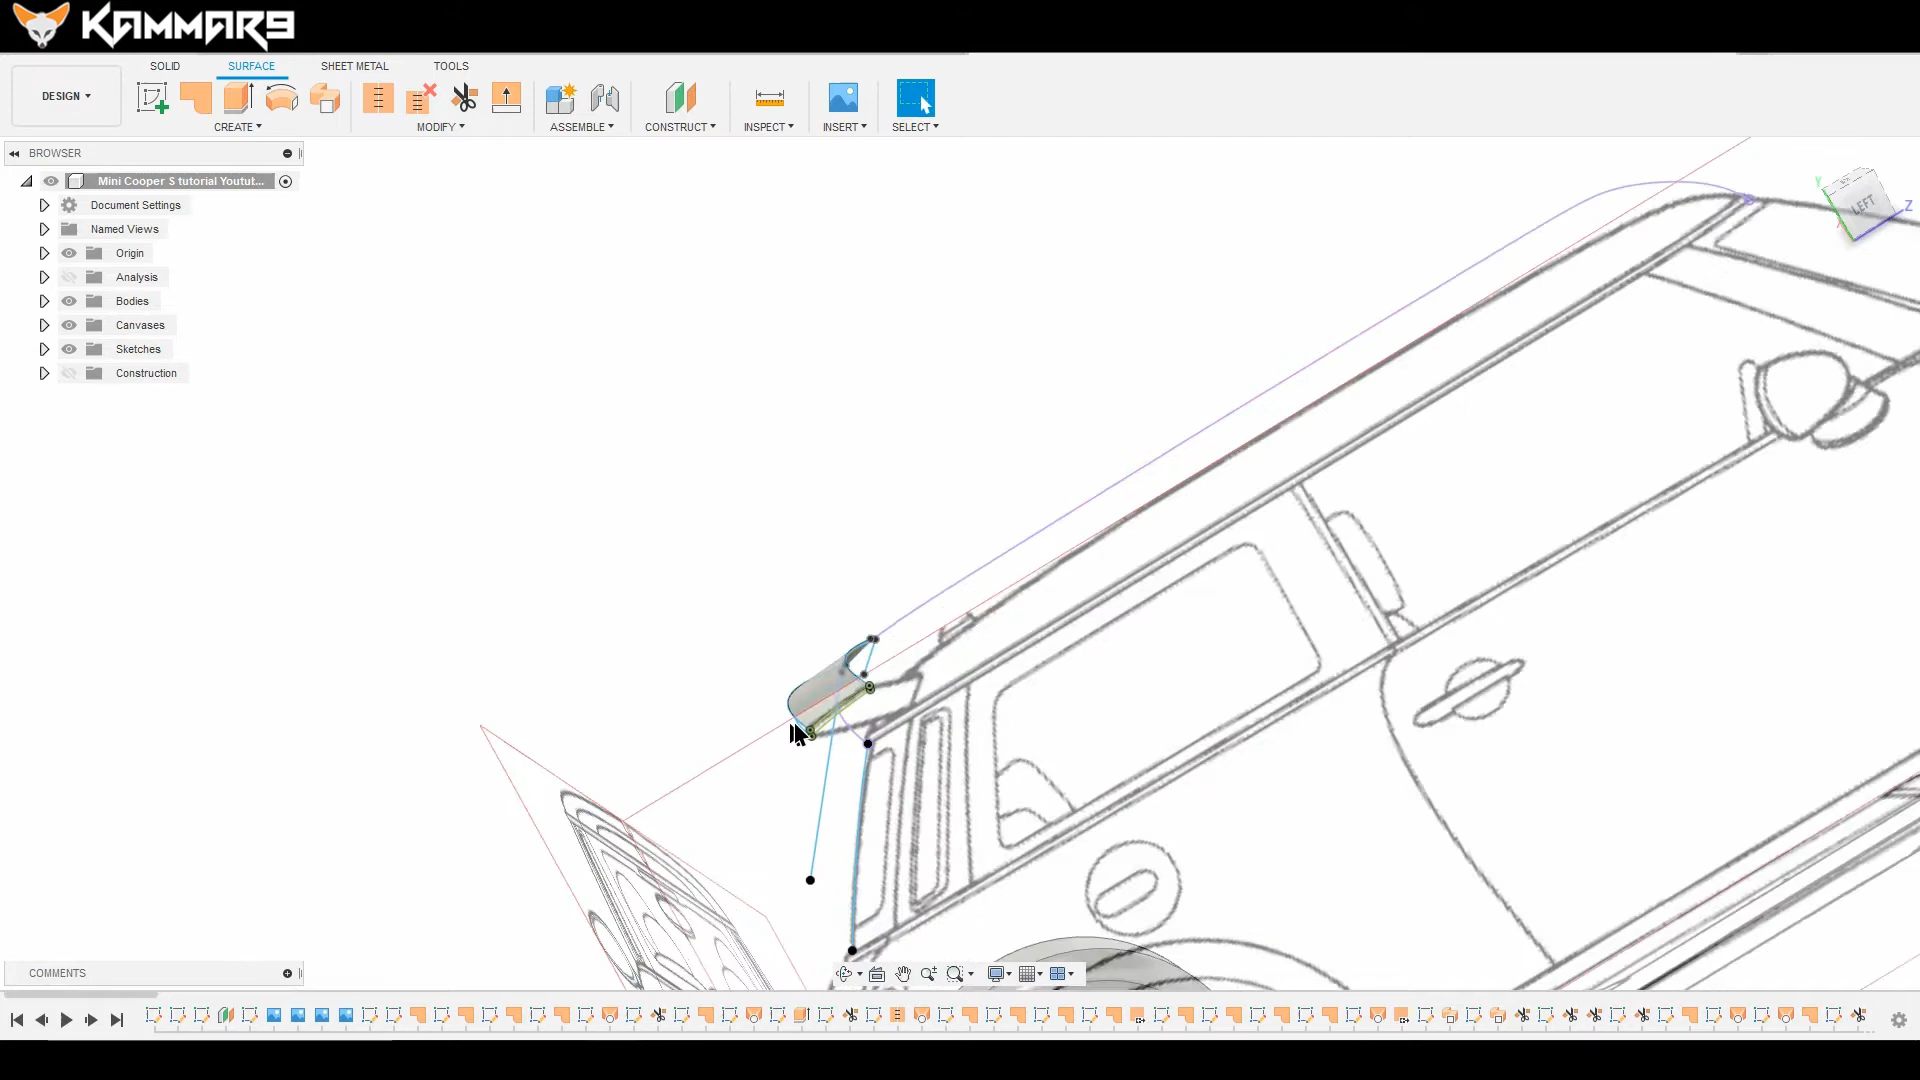 KAMMAR9
SOLID SURFACE SHEET METAL TOOLS
DESIGN
CREATE MODIFY ASSEMBLE CONSTRUCT INSPECT INSERT SELECT
BROWSER
Mini Cooper S tutorial Youtut...
Document Settings
Named Views
Origin
Analysis
Bodies
Canvases
Sketches
Construction
Y
LEFT
Z
COMMENTS